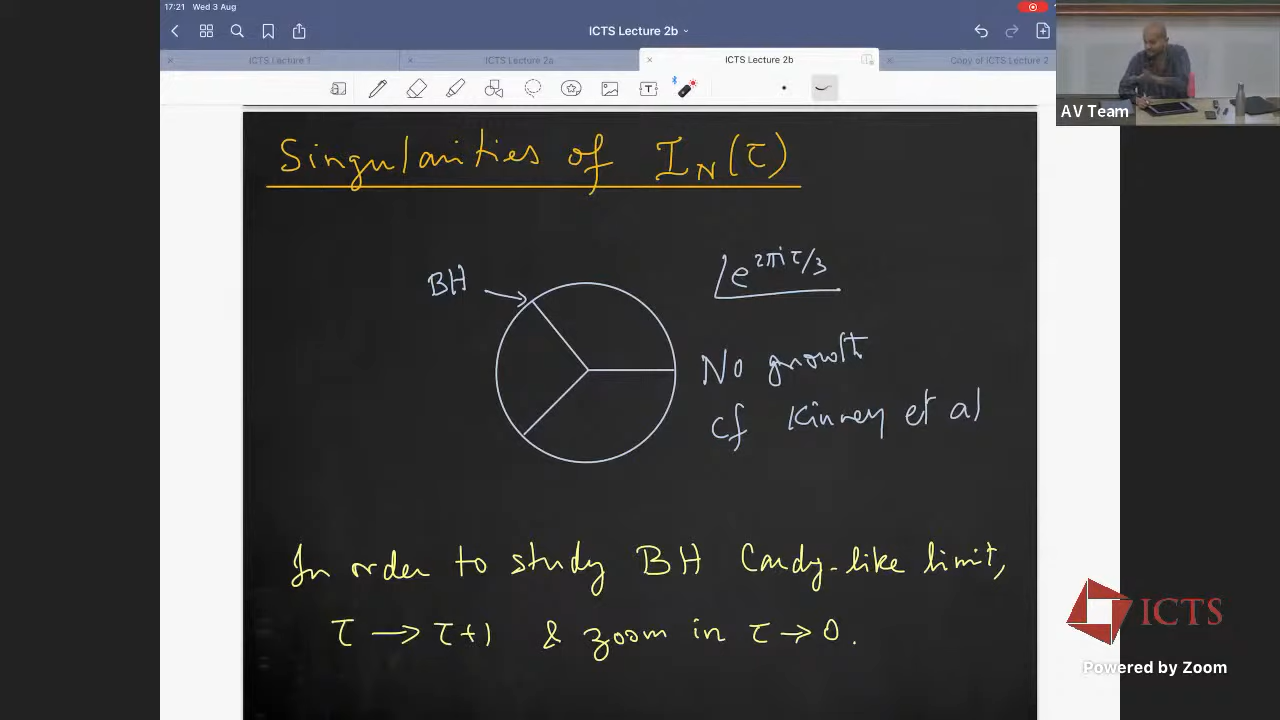 17:21 Wed 3 Aug
ICTS Lecture 2b
ICTS Lecture 1
ICTS Lecture 2a
ICTS Lecture 2b
Copy of ICTS Lecture 2
AV Team
Singularities of I_N(τ)
BH
e^{2πiτ/3}
No growth
cf Kinney et al
In order to study BH Cardy-like limit,
τ → τ+1 & zoom in τ → 0.
ICTS
Powered by Zoom